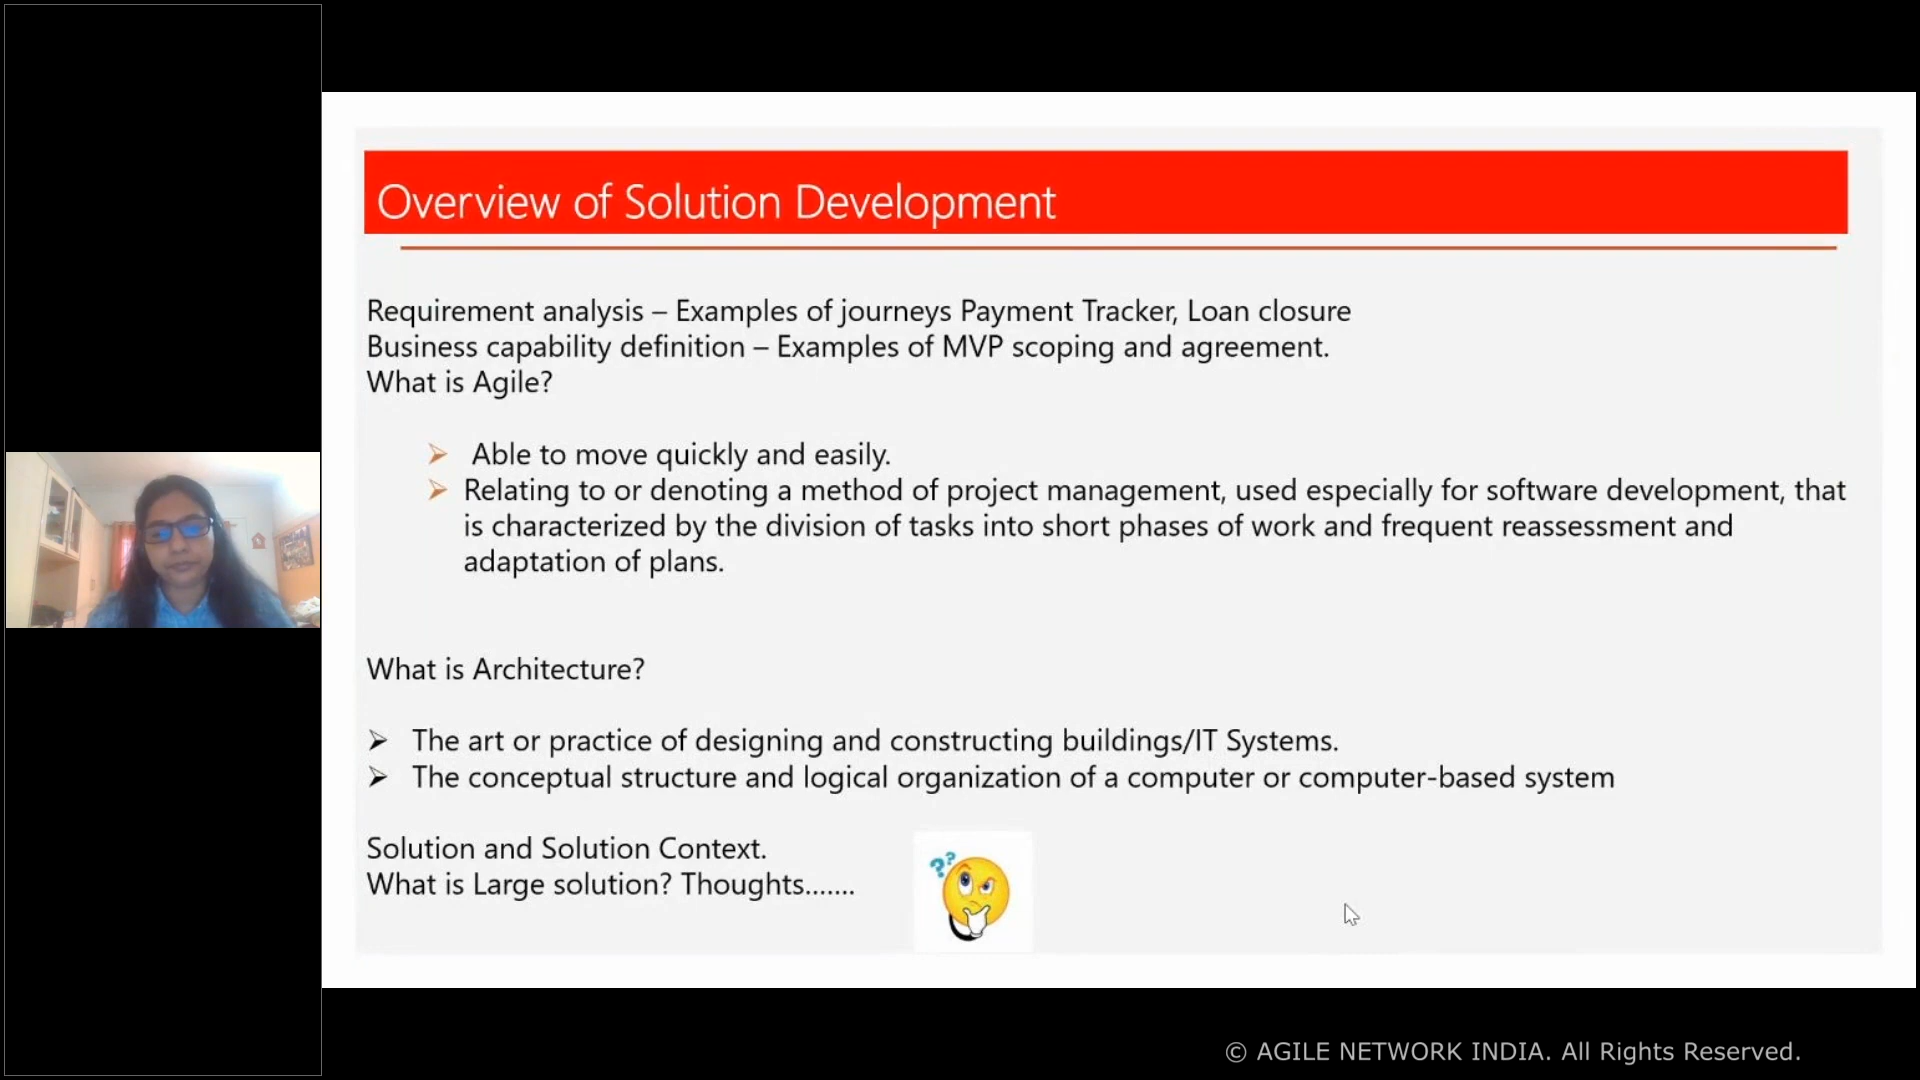 Overview of Solution Development
Requirement analysis – Examples of journeys Payment Tracker, Loan closure
Business capability definition – Examples of MVP scoping and agreement.
What is Agile?
Able to move quickly and easily.
Relating to or denoting a method of project management, used especially for software development, that
is characterized by the division of tasks into short phases of work and frequent reassessment and
adaptation of plans.
What is Architecture?
The art or practice of designing and constructing buildings/IT Systems.
The conceptual structure and logical organization of a computer or computer-based system
Solution and Solution Context.
What is Large solution? Thoughts.......
??
© AGILE NETWORK INDIA. All Rights Reserved.